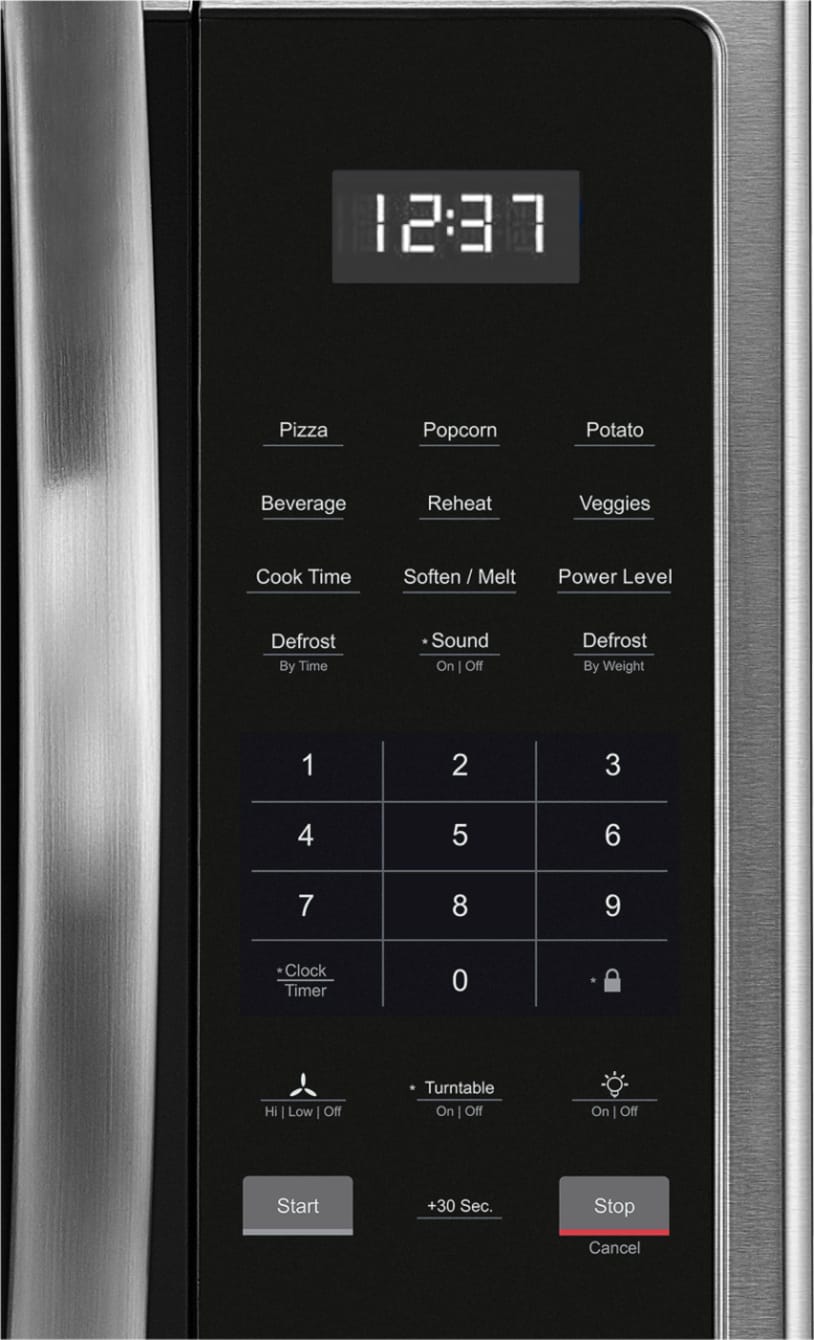 12:37
Pizza Popcorn Potato
Beverage Reheat Veggies
Cook Time Soften / Melt Power Level
Defrost *Sound Defrost
By Time On | Off By Weight
1 2 3
4 5 6
7 8 9
*Clock
Timer 0 *
* Turntable
Hi | Low | Off On | Off On | Off
Start +30 Sec. Stop
Cancel